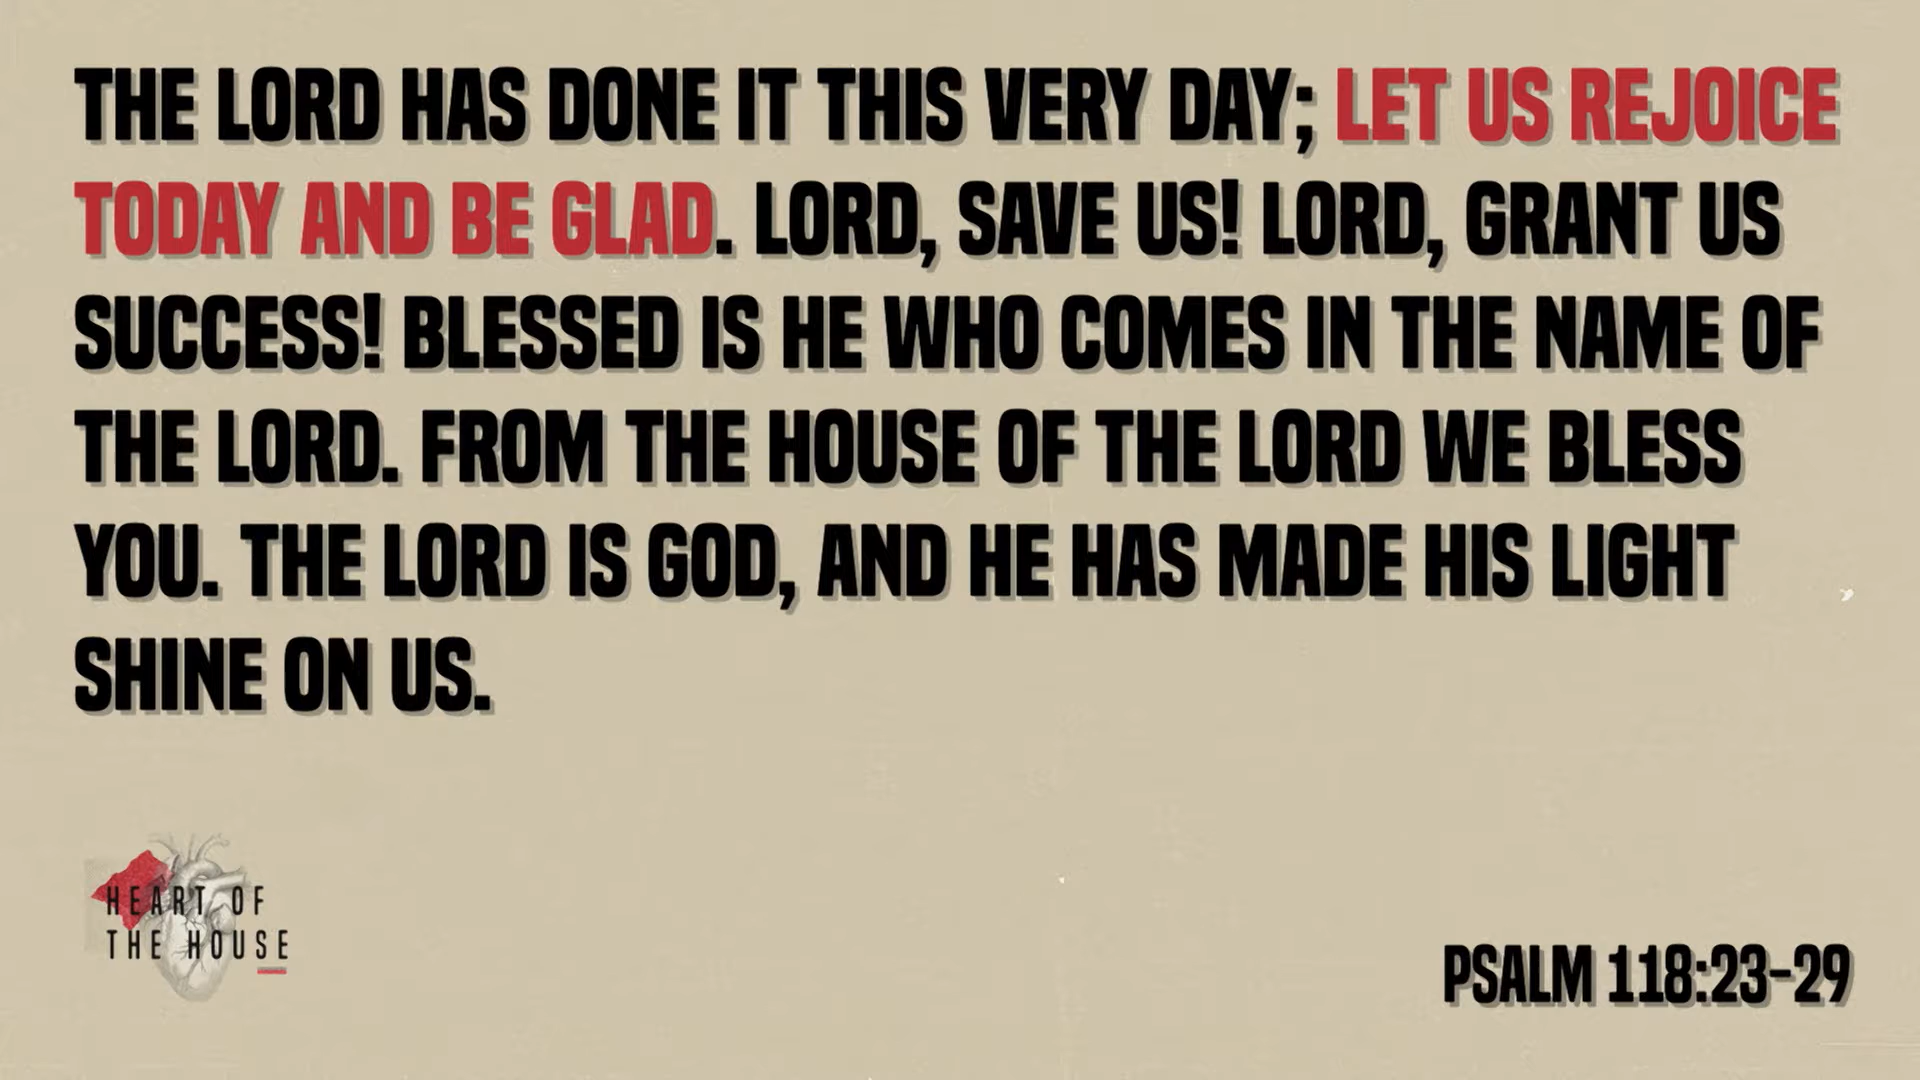 THE LORD HAS DONE IT THIS VERY DAY; LET US REJOICE
TODAY AND BE GLAD. LORD, SAVE US! LORD, GRANT US
SUCCESS! BLESSED IS HE WHO COMES IN THE NAME OF
THE LORD. FROM THE HOUSE OF THE LORD WE BLESS
YOU. THE LORD IS GOD, AND HE HAS MADE HIS LIGHT
SHINE ON US.
HEART OF
THE HOUSE
PSALM 118:23-29